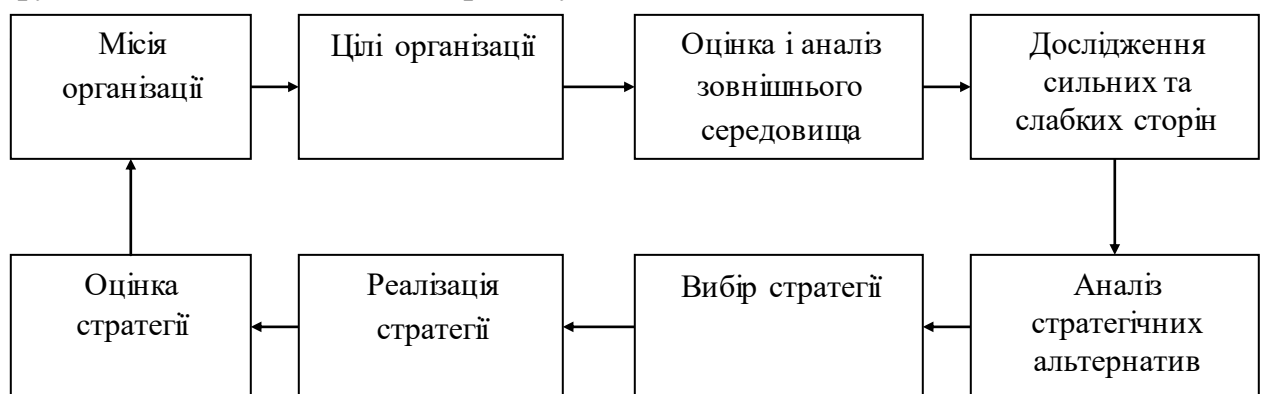 Місія
організації
Цілі організації
Оцінка і аналіз
зовнішнього
середовища
Дослідження
сильних та
слабких сторін
Оцінка
стратегії
Реалізація
стратегії
Вибір стратегії
Аналіз
стратегічних
альтернатив